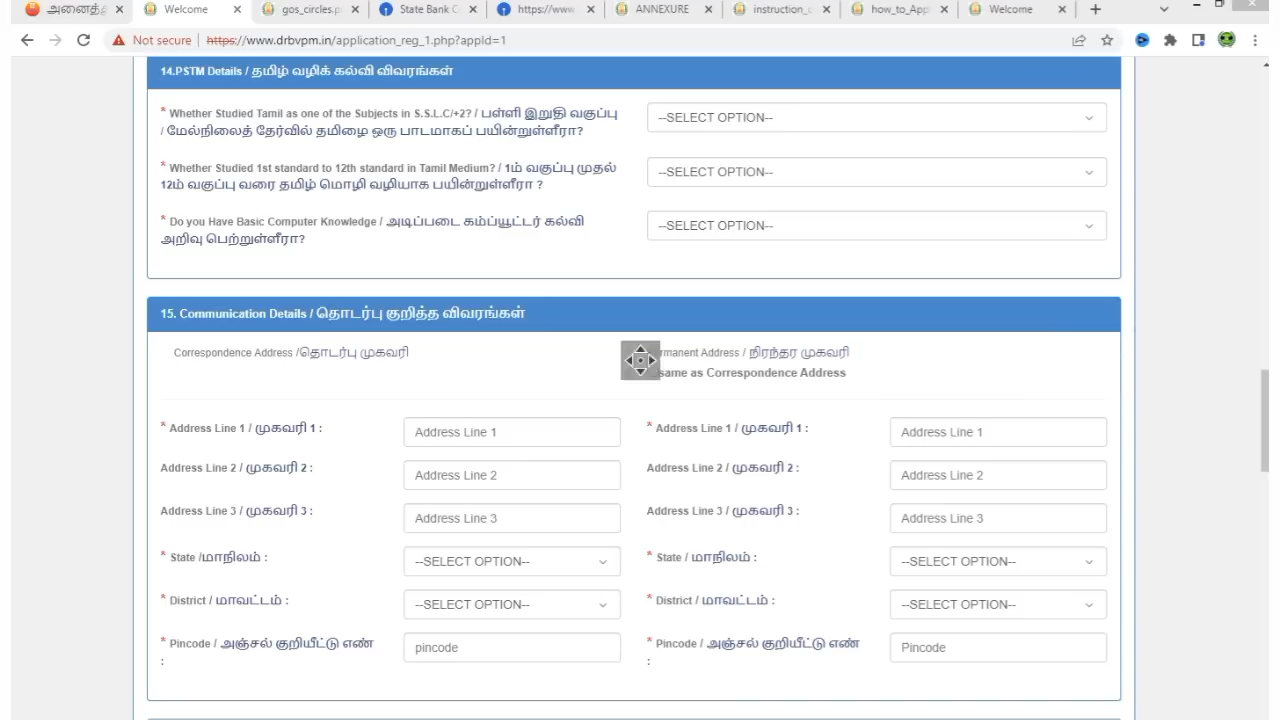 அனைத்த
Welcome
gos_circles.p
State Bank C
https://www
ANNEXURE
instruction_c
how_to_App
Welcome
Not secure | https://www.drbvpm.in/application_reg_1.php?appId=1
14.PSTM Details / தமிழ் வழிக் கல்வி விவரங்கள்
* Whether Studied Tamil as one of the Subjects in S.S.L.C/+2? / பள்ளி இறுதி வகுப்பு
/ மேல்நிலைத் தேர்வில் தமிழை ஒரு பாடமாகப் பயின்றுள்ளீரா?
--SELECT OPTION--
* Whether Studied 1st standard to 12th standard in Tamil Medium? / 1ம் வகுப்பு முதல்
12ம் வகுப்பு வரை தமிழ் மொழி வழியாக பயின்றுள்ளீரா ?
--SELECT OPTION--
* Do you Have Basic Computer Knowledge / அடிப்படை கம்ப்யூட்டர் கல்வி
அறிவு பெற்றுள்ளீரா?
--SELECT OPTION--
15. Communication Details / தொடர்பு குறித்த விவரங்கள்
Correspondence Address /தொடர்பு முகவரி
rmanent Address / நிரந்தர முகவரி
same as Correspondence Address
* Address Line 1 / முகவரி 1 :
Address Line 1
* Address Line 1 / முகவரி 1 :
Address Line 1
Address Line 2 / முகவரி 2 :
Address Line 2
Address Line 2 / முகவரி 2 :
Address Line 2
Address Line 3 / முகவரி 3 :
Address Line 3
Address Line 3 / முகவரி 3 :
Address Line 3
* State /மாநிலம் :
--SELECT OPTION--
* State / மாநிலம் :
--SELECT OPTION--
* District / மாவட்டம் :
--SELECT OPTION--
* District / மாவட்டம் :
--SELECT OPTION--
* Pincode / அஞ்சல் குறியீட்டு எண்
:
pincode
* Pincode / அஞ்சல் குறியீட்டு எண்
:
Pincode